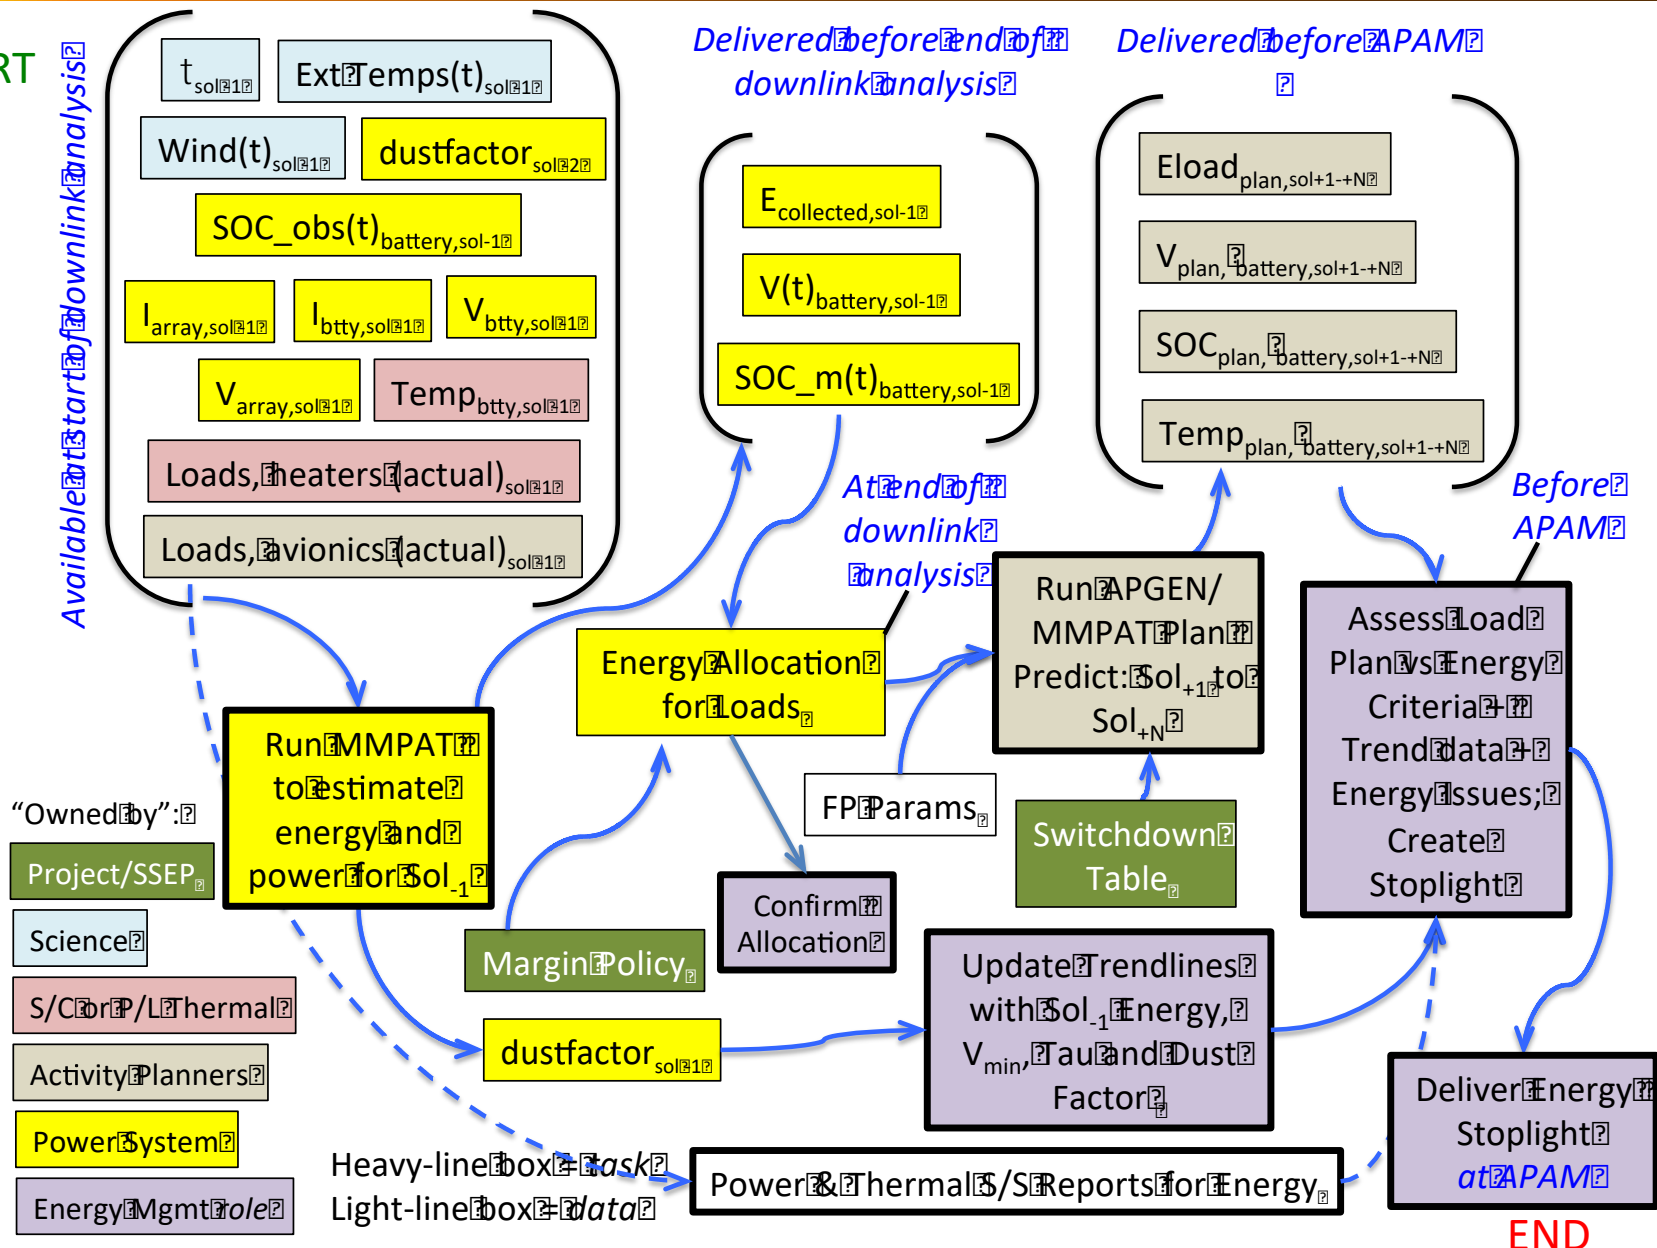 RT
Available at start of downlink analysis
t sol-1
Ext Temps(t) sol-1
Wind(t) sol-1
dustfactor sol-2
SOC_obs(t) battery,sol-1
I array,sol-1
I btty,sol-1
V btty,sol-1
V array,sol-1
Temp btty,sol-1
Loads, heaters (actual) sol-1
Loads, avionics (actual) sol-1
Delivered before end of
downlink analysis
E collected,sol-1
V(t) battery,sol-1
SOC_m(t) battery,sol-1
Delivered before APAM
Eload plan,sol+1-+N
V plan, battery,sol+1-+N
SOC plan, battery,sol+1-+N
Temp plan, battery,sol+1-+N
At end of
downlink
analysis
Before
APAM
Energy Allocation
for Loads
Run APGEN/
MMPAT Plan
Predict: Sol+1 to
Sol+N
Assess Load
Plan vs Energy
Criteria +
Trend data +
Energy Issues;
Create
Stoplight
Run MMPAT
to estimate
energy and
power for Sol-1
FP Params
Switchdown
Table
Confirm
Allocation
Margin Policy
"Owned by":
Project/SSEP
Science
S/C or P/L Thermal
Activity Planners
Power System
Energy Mgmt role
dustfactor sol-1
Update Trendlines
with Sol-1 Energy,
Vmin, Tau and Dust
Factor
Deliver Energy
Stoplight
at APAM
Heavy-line box = task
Light-line box = data
Power & Thermal S/S Reports for Energy
END